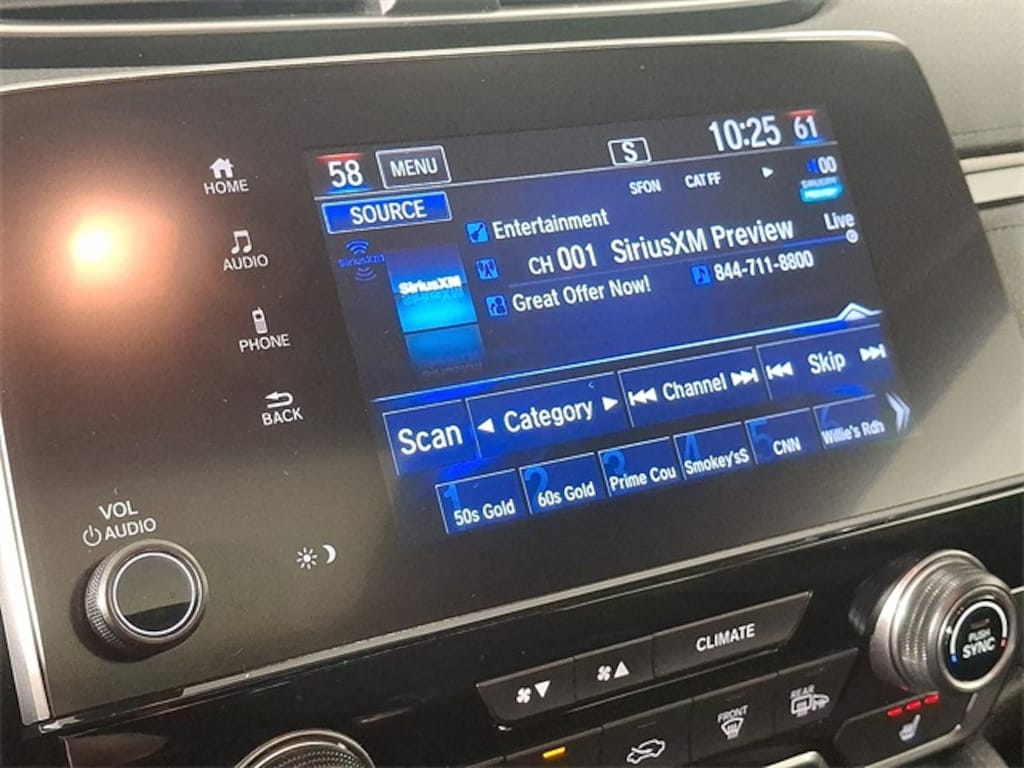 58 MENU S 10:25 61
SOURCE SFON CAT FF 00
SIRIUSXM
Entertainment
CH 001 SiriusXM Preview Live
Great Offer Now! 844-711-8800
SiriusXM
Scan Category Channel Skip
1 50s Gold 2 60s Gold 3 Prime Cou 4 Smokey'sS 5 CNN 6 Willie's Rdh
HOME
AUDIO
PHONE
BACK
VOL
AUDIO
CLIMATE
PUSH
SYNC
FRONT
REAR